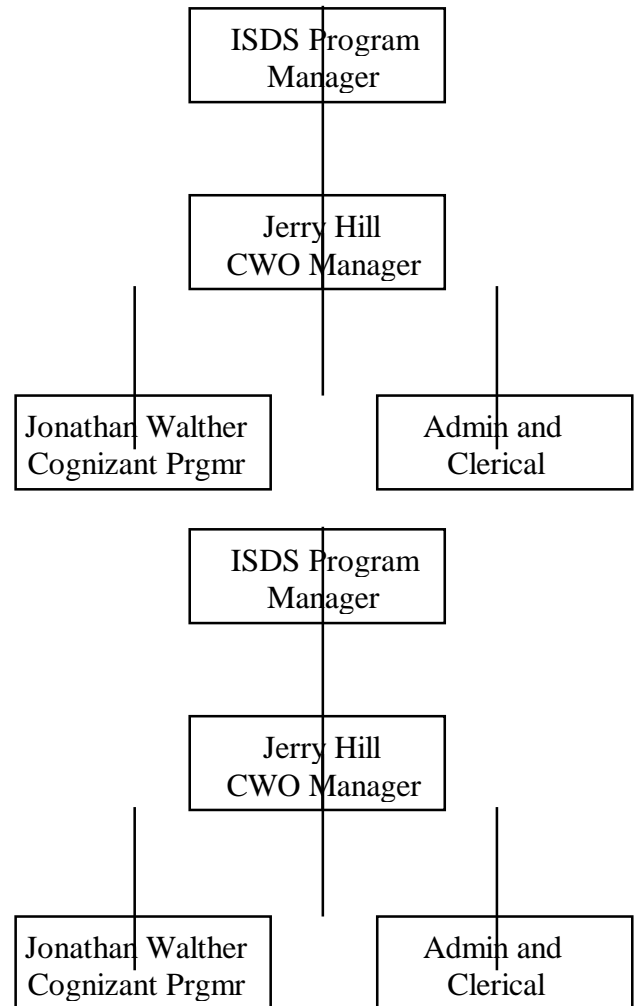 ISDS Program
Manager
Jerry Hill
CWO Manager
Jonathan Walther
Cognizant Prgmr
Admin and
Clerical
ISDS Program
Manager
Jerry Hill
CWO Manager
Jonathan Walther
Cognizant Prgmr
Admin and
Clerical